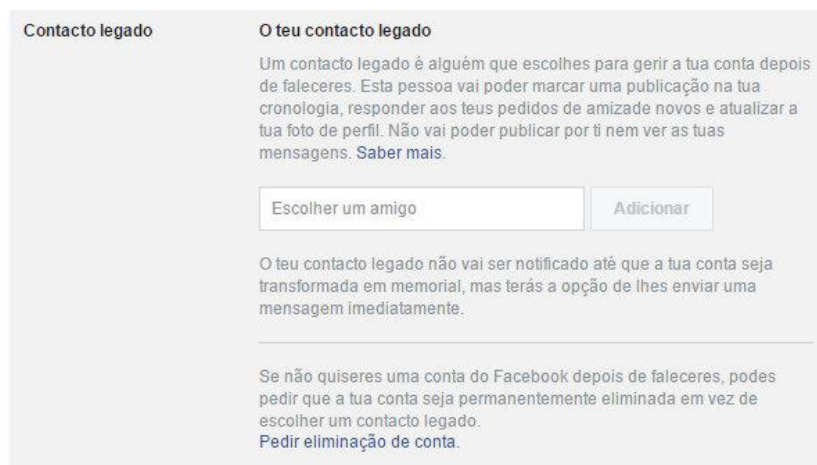 Contacto legado
O teu contacto legado
Um contacto legado é alguém que escolhes para gerir a tua conta depois
de faleceres. Esta pessoa vai poder marcar uma publicação na tua
cronologia, responder aos teus pedidos de amizade novos e atualizar a
tua foto de perfil. Não vai poder publicar por ti nem ver as tuas
mensagens. Saber mais.
Escolher um amigo
Adicionar
O teu contacto legado não vai ser notificado até que a tua conta seja
transformada em memorial, mas terás a opção de lhes enviar uma
mensagem imediatamente.
Se não quiseres uma conta do Facebook depois de faleceres, podes
pedir que a tua conta seja permanentemente eliminada em vez de
escolher um contacto legado.
Pedir eliminação de conta.